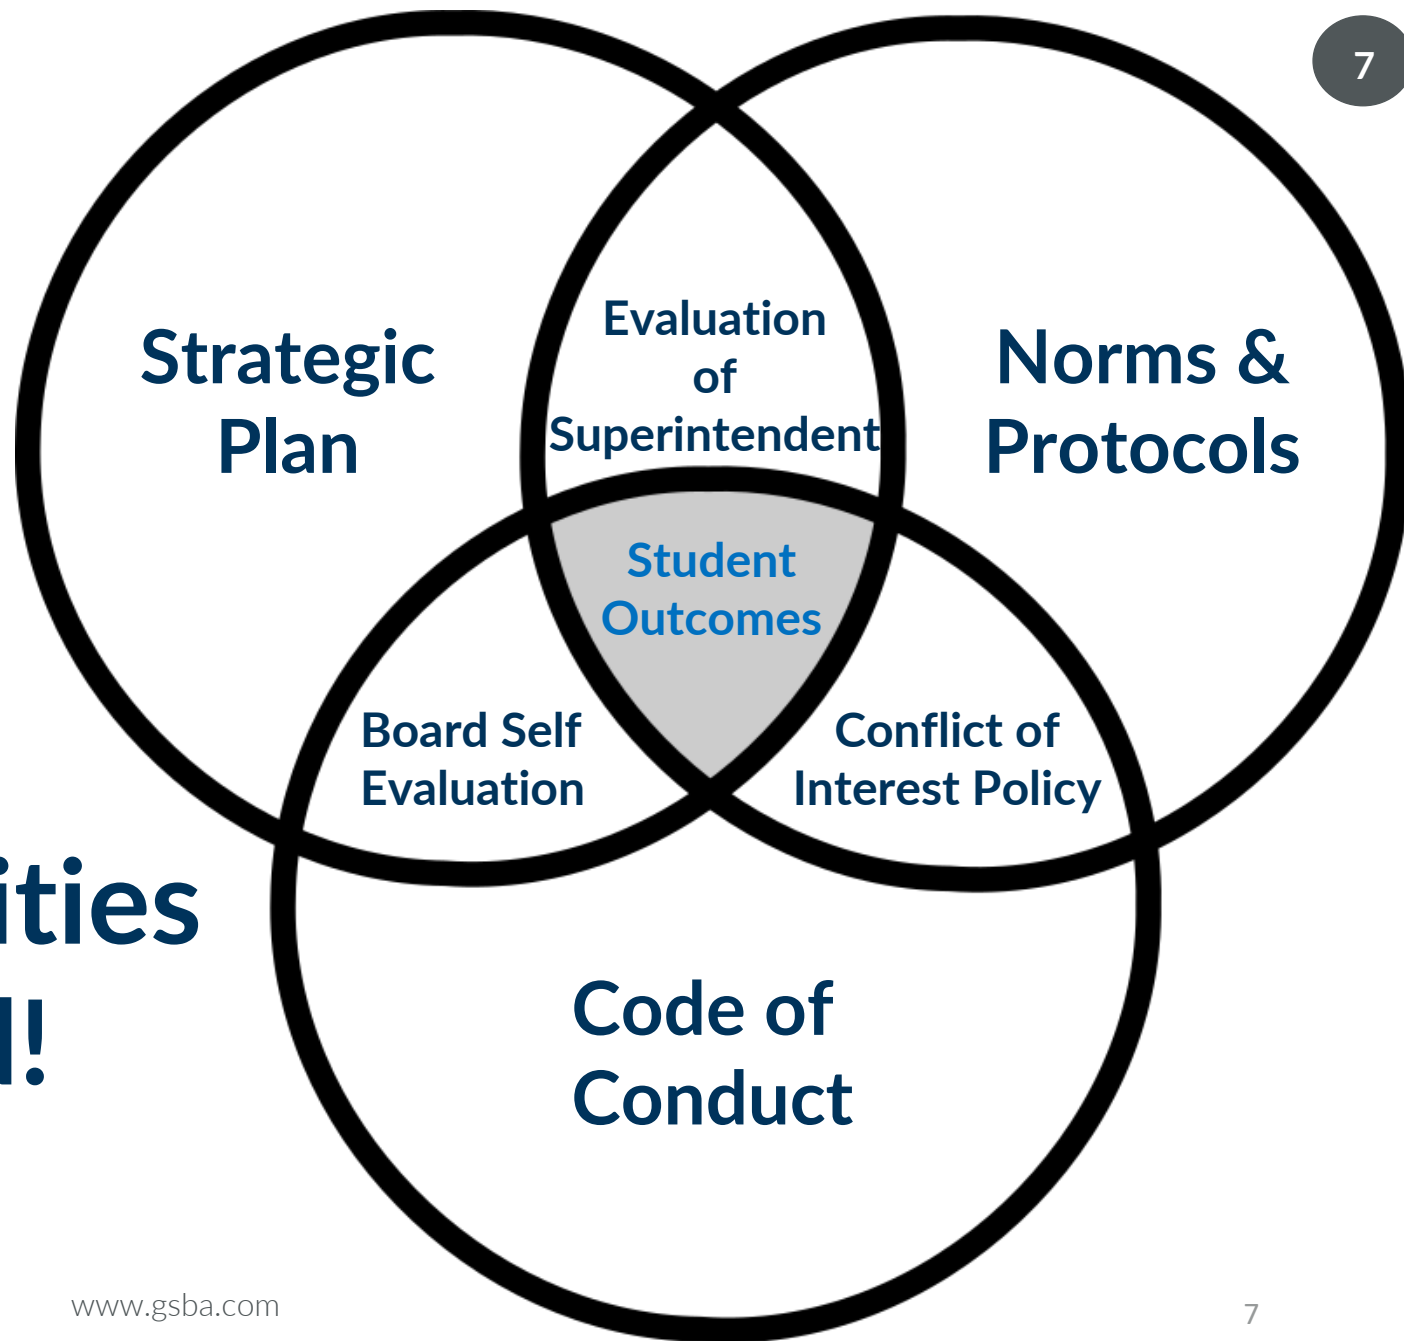 7
Strategic
Plan
Evaluation
of
Superintendent
Norms &
Protocols
Student
Outcomes
Board Self
Evaluation
Conflict of
Interest Policy
ities
!
Code of
Conduct
www.gsba.com
7